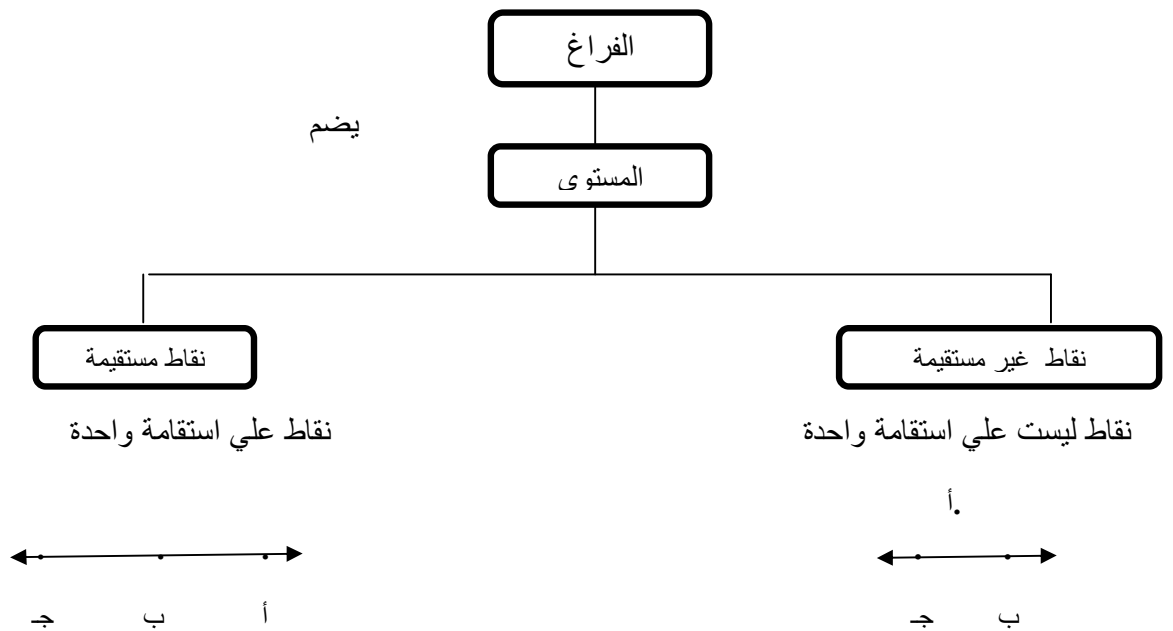 الفراغ
يضم
المستوى
نقاط غير مستقيمة
نقاط مستقيمة
نقاط ليست علي استقامة واحدة
نقاط علي استقامة واحدة
.أ
ب جـ
أ ب جـ